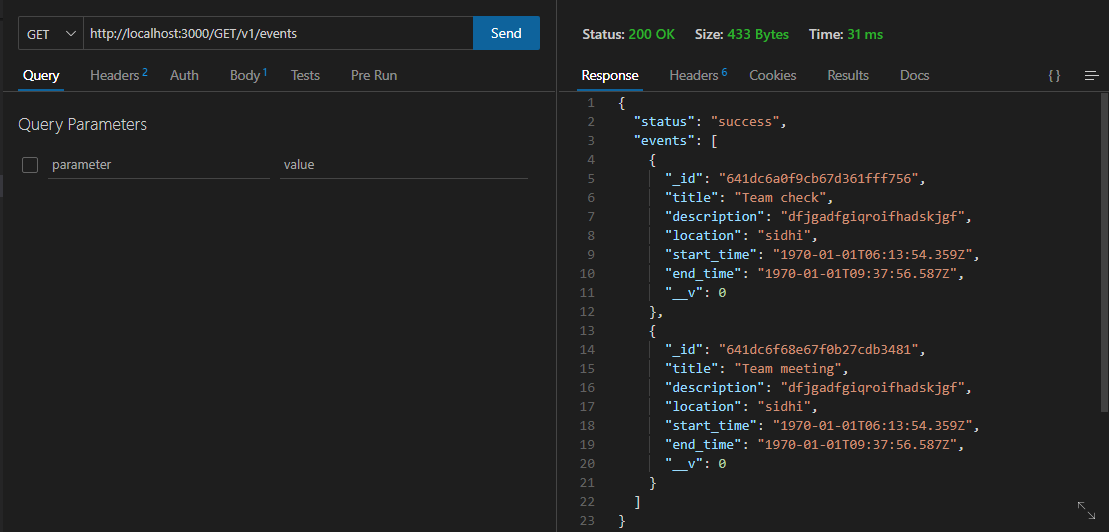 GET http://localhost:3000/GET/v1/events Send
Query Headers 2 Auth Body 1 Tests Pre Run
Query Parameters
parameter value
Status: 200 OK Size: 433 Bytes Time: 31 ms
Response Headers 6 Cookies Results Docs { }
1 {
2 "status": "success",
3 "events": [
4 {
5 "_id": "641dc6a0f9cb67d361fff756",
6 "title": "Team check",
7 "description": "dfjgadfgiqroifhadskjgf",
8 "location": "sidhi",
9 "start_time": "1970-01-01T06:13:54.359Z",
10 "end_time": "1970-01-01T09:37:56.587Z",
11 "__v": 0
12 },
13 {
14 "_id": "641dc6f68e67f0b27cdb3481",
15 "title": "Team meeting",
16 "description": "dfjgadfgiqroifhadskjgf",
17 "location": "sidhi",
18 "start_time": "1970-01-01T06:13:54.359Z",
19 "end_time": "1970-01-01T09:37:56.587Z",
20 "__v": 0
21 }
22 ]
23 }